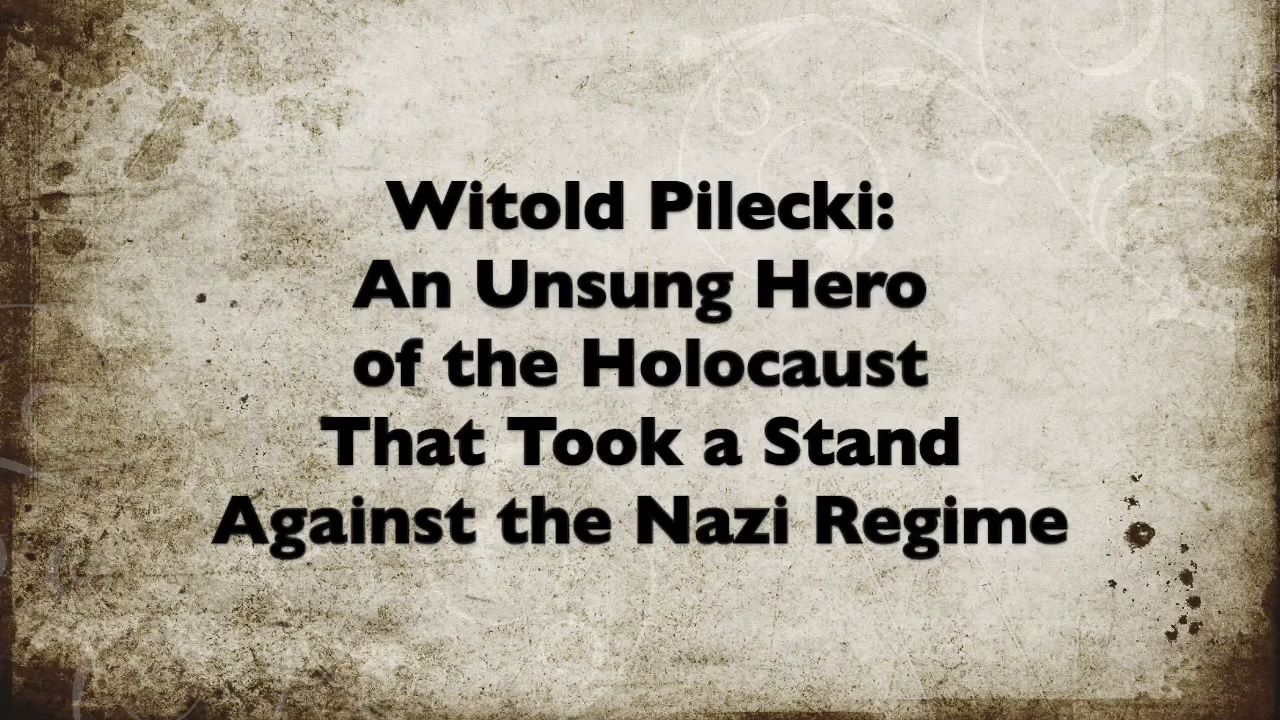 Witold Pilecki:
An Unsung Hero
of the Holocaust
That Took a Stand
Against the Nazi Regime